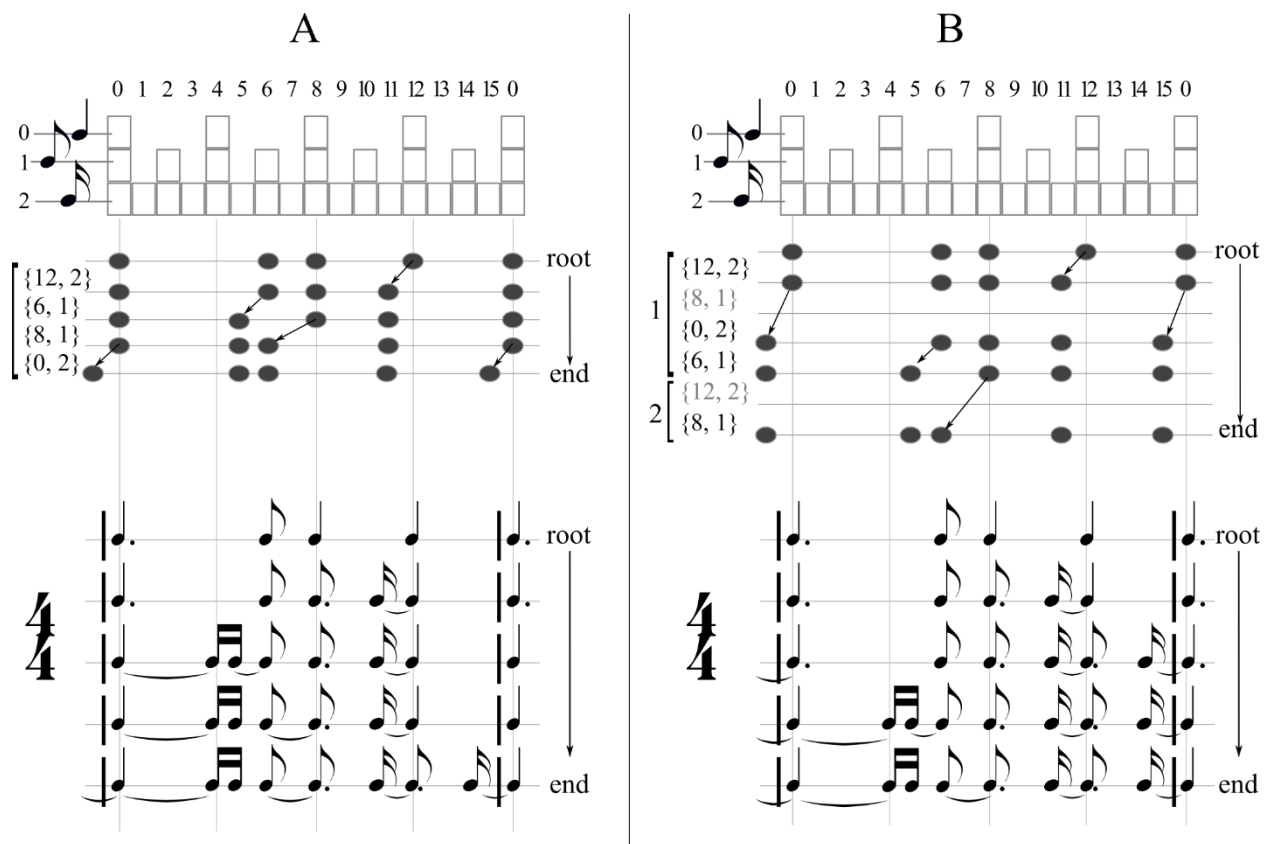 A
0 1 2 3 4 5 6 7 8 9 10 11 12 13 14 15 0
0
1
2
root
{12, 2}
{6, 1}
{8, 1}
{0, 2}
end
root
4
4
end
B
0 1 2 3 4 5 6 7 8 9 10 11 12 13 14 15 0
0
1
2
root
1
{12, 2}
{8, 1}
{0, 2}
{6, 1}
2
{12, 2}
{8, 1}
end
root
4
4
end